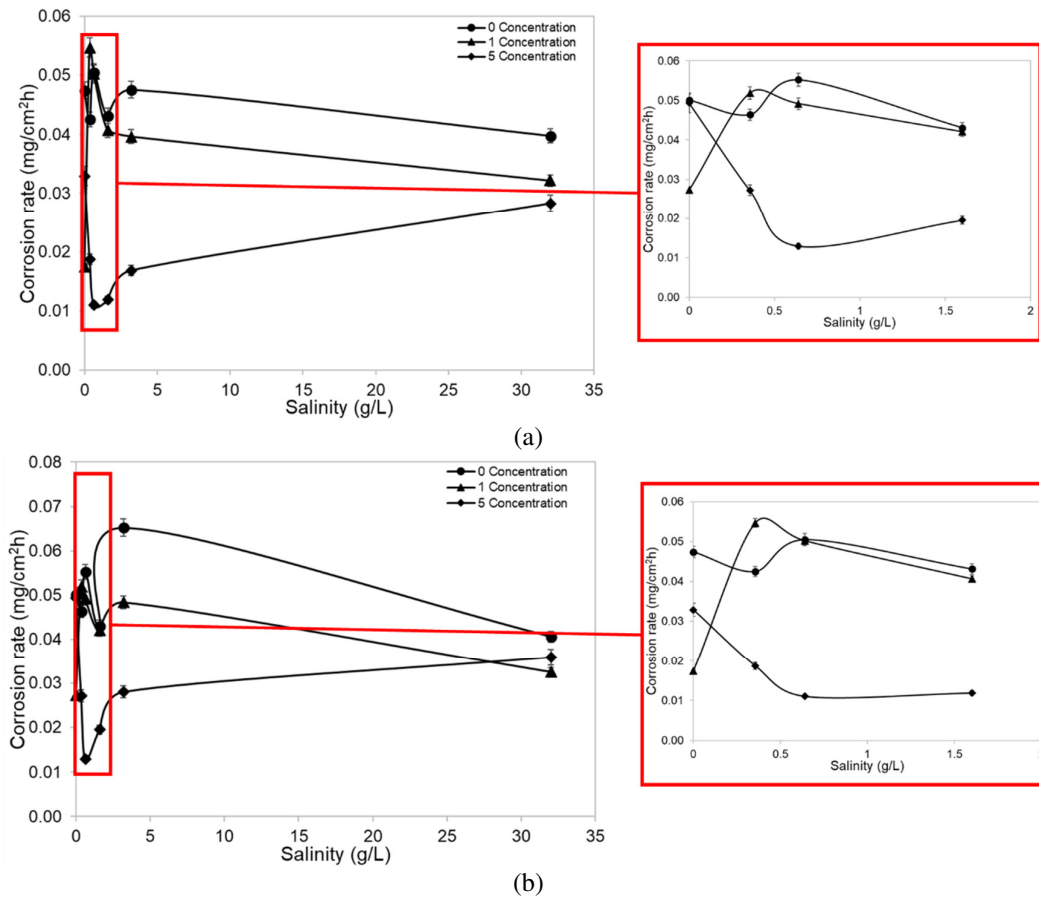 0.06
0.05
0.04
0.03
0.02
0.01
0.00
Corrosion rate (mg/cm²h)
0 Concentration
1 Concentration
5 Concentration
0 5 10 15 20 25 30 35
Salinity (g/L)
0.06
0.05
0.04
0.03
0.02
0.01
0.00
Corrosion rate (mg/cm²h)
0 0.5 1 1.5 2
Salinity (g/L)
(a)
0.08
0.07
0.06
0.05
0.04
0.03
0.02
0.01
0.00
Corrosion rate (mg/cm²h)
0 Concentration
1 Concentration
5 Concentration
0 5 10 15 20 25 30 35
Salinity (g/L)
0.06
0.05
0.04
0.03
0.02
0.01
0.00
Corrosion rate (mg/cm²h)
0 0.5 1 1.5
Salinity (g/L)
(b)